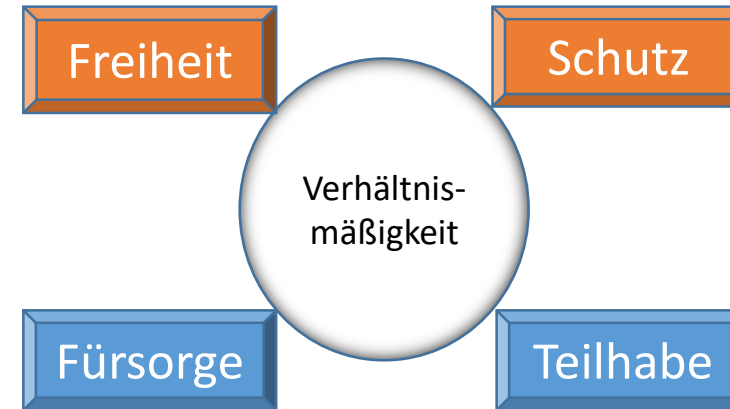 Freiheit
Schutz
Verhältnis-
mäßigkeit
Fürsorge
Teilhabe